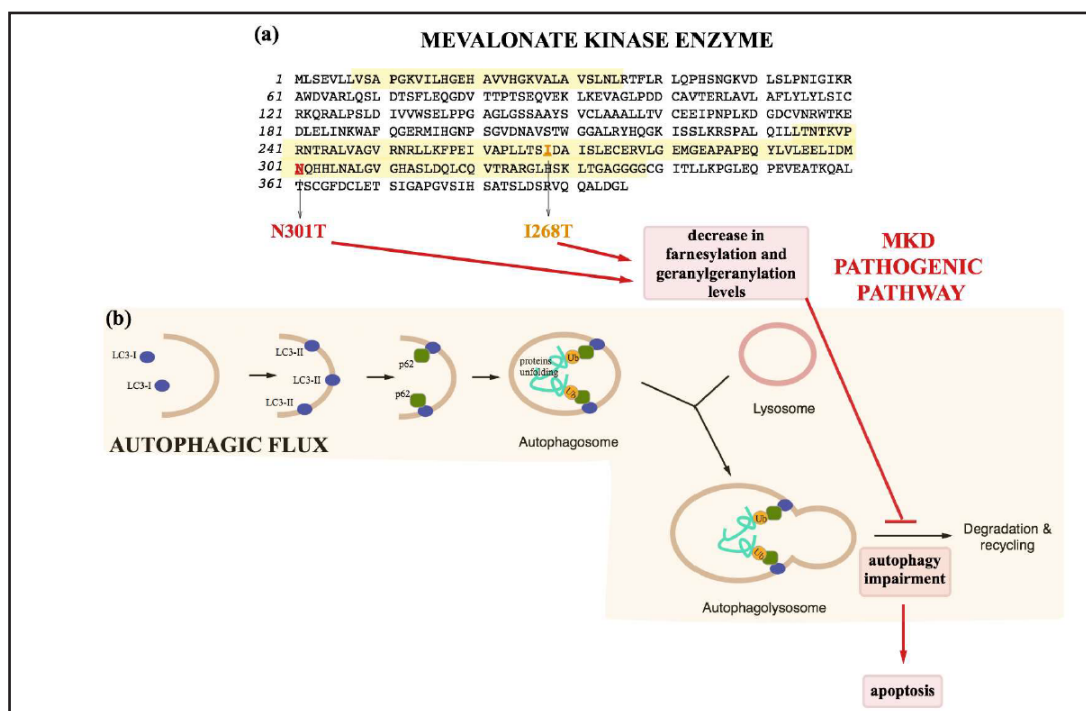 (a)
MEVALONATE KINASE ENZYME
1 MLSEVLLVSA PGKVILHGEH AVVHGKVALA VSLNLRTFLR LQPHSNGKVD LSLPNIGIKR
61 AWDVARLQSL DTSFLEQGDV TTPTSEQVEK LKEVAGLPDD CAVTERLAVL AFLYLYLSIC
121 RKQRALPSLD IVVWSELPPG AGLGSSAAYS VCLAAALLTV CEEIPNPLKD GDCVNRWTKE
181 DLELINKWAF QGERMIHGNP SGVDNAVSTW GGALRYHQGK ISSLKRSPAL QILLTNTKVP
241 RNTRALVAGV RNRLLKFPEI VAPLLTSIDA ISLECERVLG EMGEAPAPEQ YLVLEELIDM
301 NQHHLNALGV GHASLDQLCQ VTRARGLHSK LTGAGGGGCG ITLLKPGLEQ PEVEATKQAL
361 TSCGFDCLET SIGAPGVSIH SATSLDSRVQ QALDGL
N301T
I268T
decrease in
farnesylation and
geranylgeranylation
levels
MKD
PATHOGENIC
PATHWAY
(b)
LC3-I
LC3-I
LC3-II
LC3-II
LC3-II
p62
p62
proteins
unfolding
Ub
Ub
Autophagosome
Lysosome
AUTOPHAGIC FLUX
Ub
Ub
Autophagolysosome
Degradation &
recycling
autophagy
impairment
apoptosis